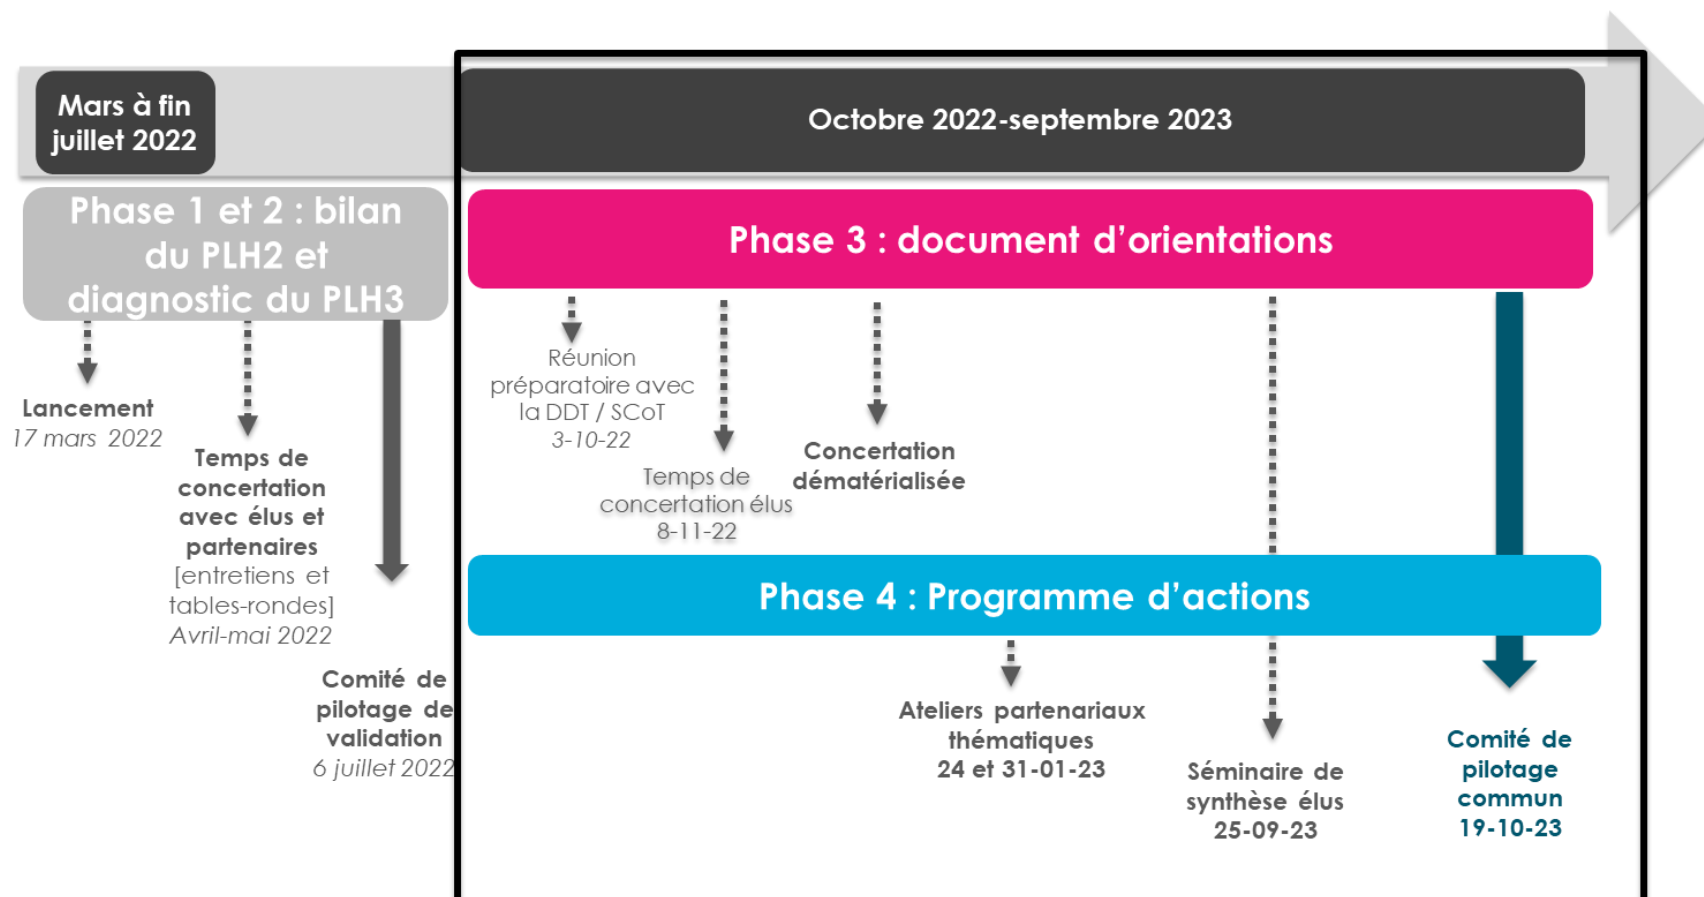 Mars à fin
juillet 2022
Octobre 2022-septembre 2023
Phase 1 et 2 : bilan
du PLH2 et
diagnostic du PLH3
Phase 3 : document d’orientations
Lancement
17 mars 2022
Temps de
concertation
avec élus et
partenaires
[entretiens et
tables-rondes]
Avril-mai 2022
Comité de
pilotage de
validation
6 juillet 2022
Réunion
préparatoire avec
la DDT / SCoT
3-10-22
Temps de
concertation élus
8-11-22
Concertation
dématérialisée
Phase 4 : Programme d’actions
Ateliers partenariaux
thématiques
24 et 31-01-23
Séminaire de
synthèse élus
25-09-23
Comité de
pilotage
commun
19-10-23